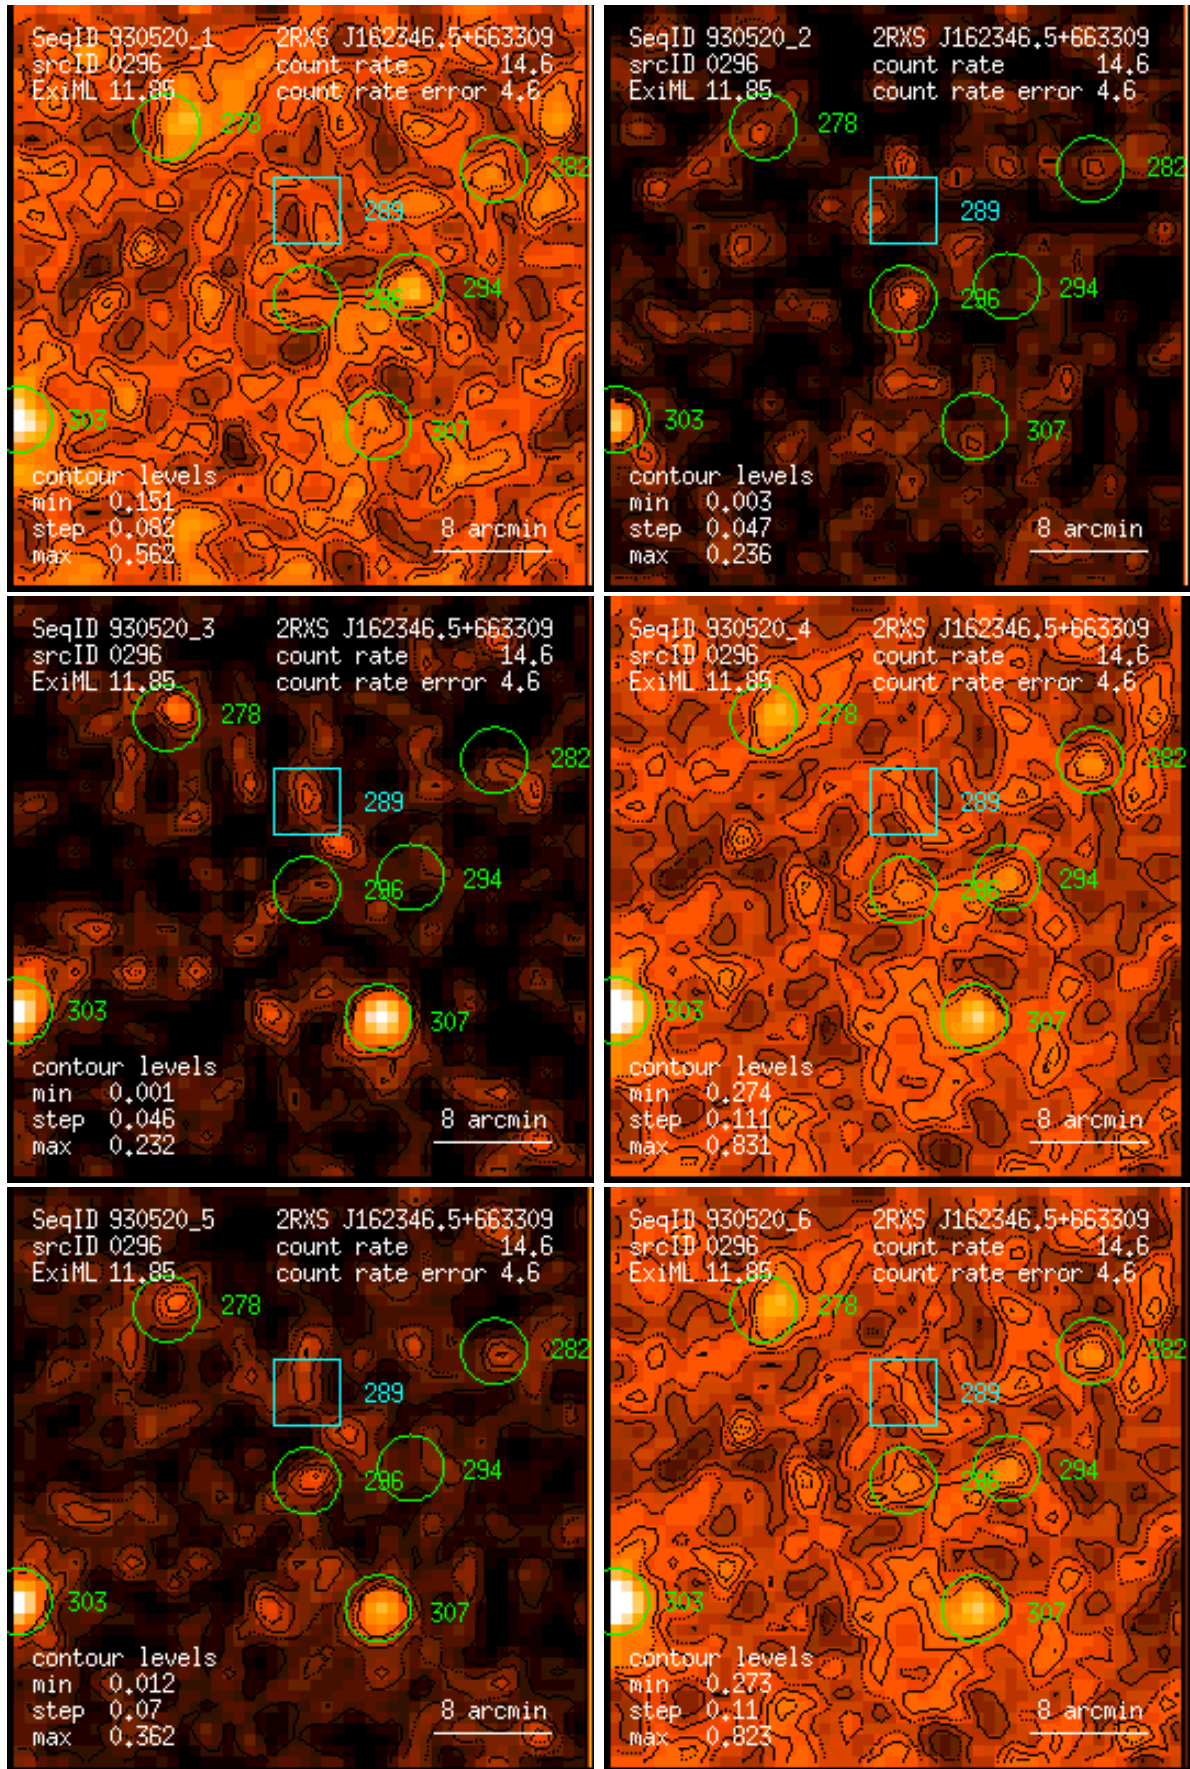 SeqID 930520_1 2RXS J162346.5+663309
srcID 0296 count rate 14.6
ExiML 11.85 count rate error 4.6
278
282
289
296 294
303 307
contour levels
min 0.151
step 0.082 8 arcmin
max 0.562
SeqID 930520_2 2RXS J162346.5+663309
srcID 0296 count rate 14.6
ExiML 11.85 count rate error 4.6
278
282
289
296 294
303 307
contour levels
min 0.003
step 0.047 8 arcmin
max 0.236
SeqID 930520_3 2RXS J162346.5+663309
srcID 0296 count rate 14.6
ExiML 11.85 count rate error 4.6
278
282
289
296 294
303 307
contour levels
min 0.001
step 0.046 8 arcmin
max 0.232
SeqID 930520_4 2RXS J162346.5+663309
srcID 0296 count rate 14.6
ExiML 11.85 count rate error 4.6
278
282
289
296 294
303 307
contour levels
min 0.274
step 0.111 8 arcmin
max 0.831
SeqID 930520_5 2RXS J162346.5+663309
srcID 0296 count rate 14.6
ExiML 11.85 count rate error 4.6
278
282
289
296 294
303 307
contour levels
min 0.012
step 0.07 8 arcmin
max 0.362
SeqID 930520_6 2RXS J162346.5+663309
srcID 0296 count rate 14.6
ExiML 11.85 count rate error 4.6
278
282
289
296 294
303 307
contour levels
min 0.273
step 0.11 8 arcmin
max 0.823